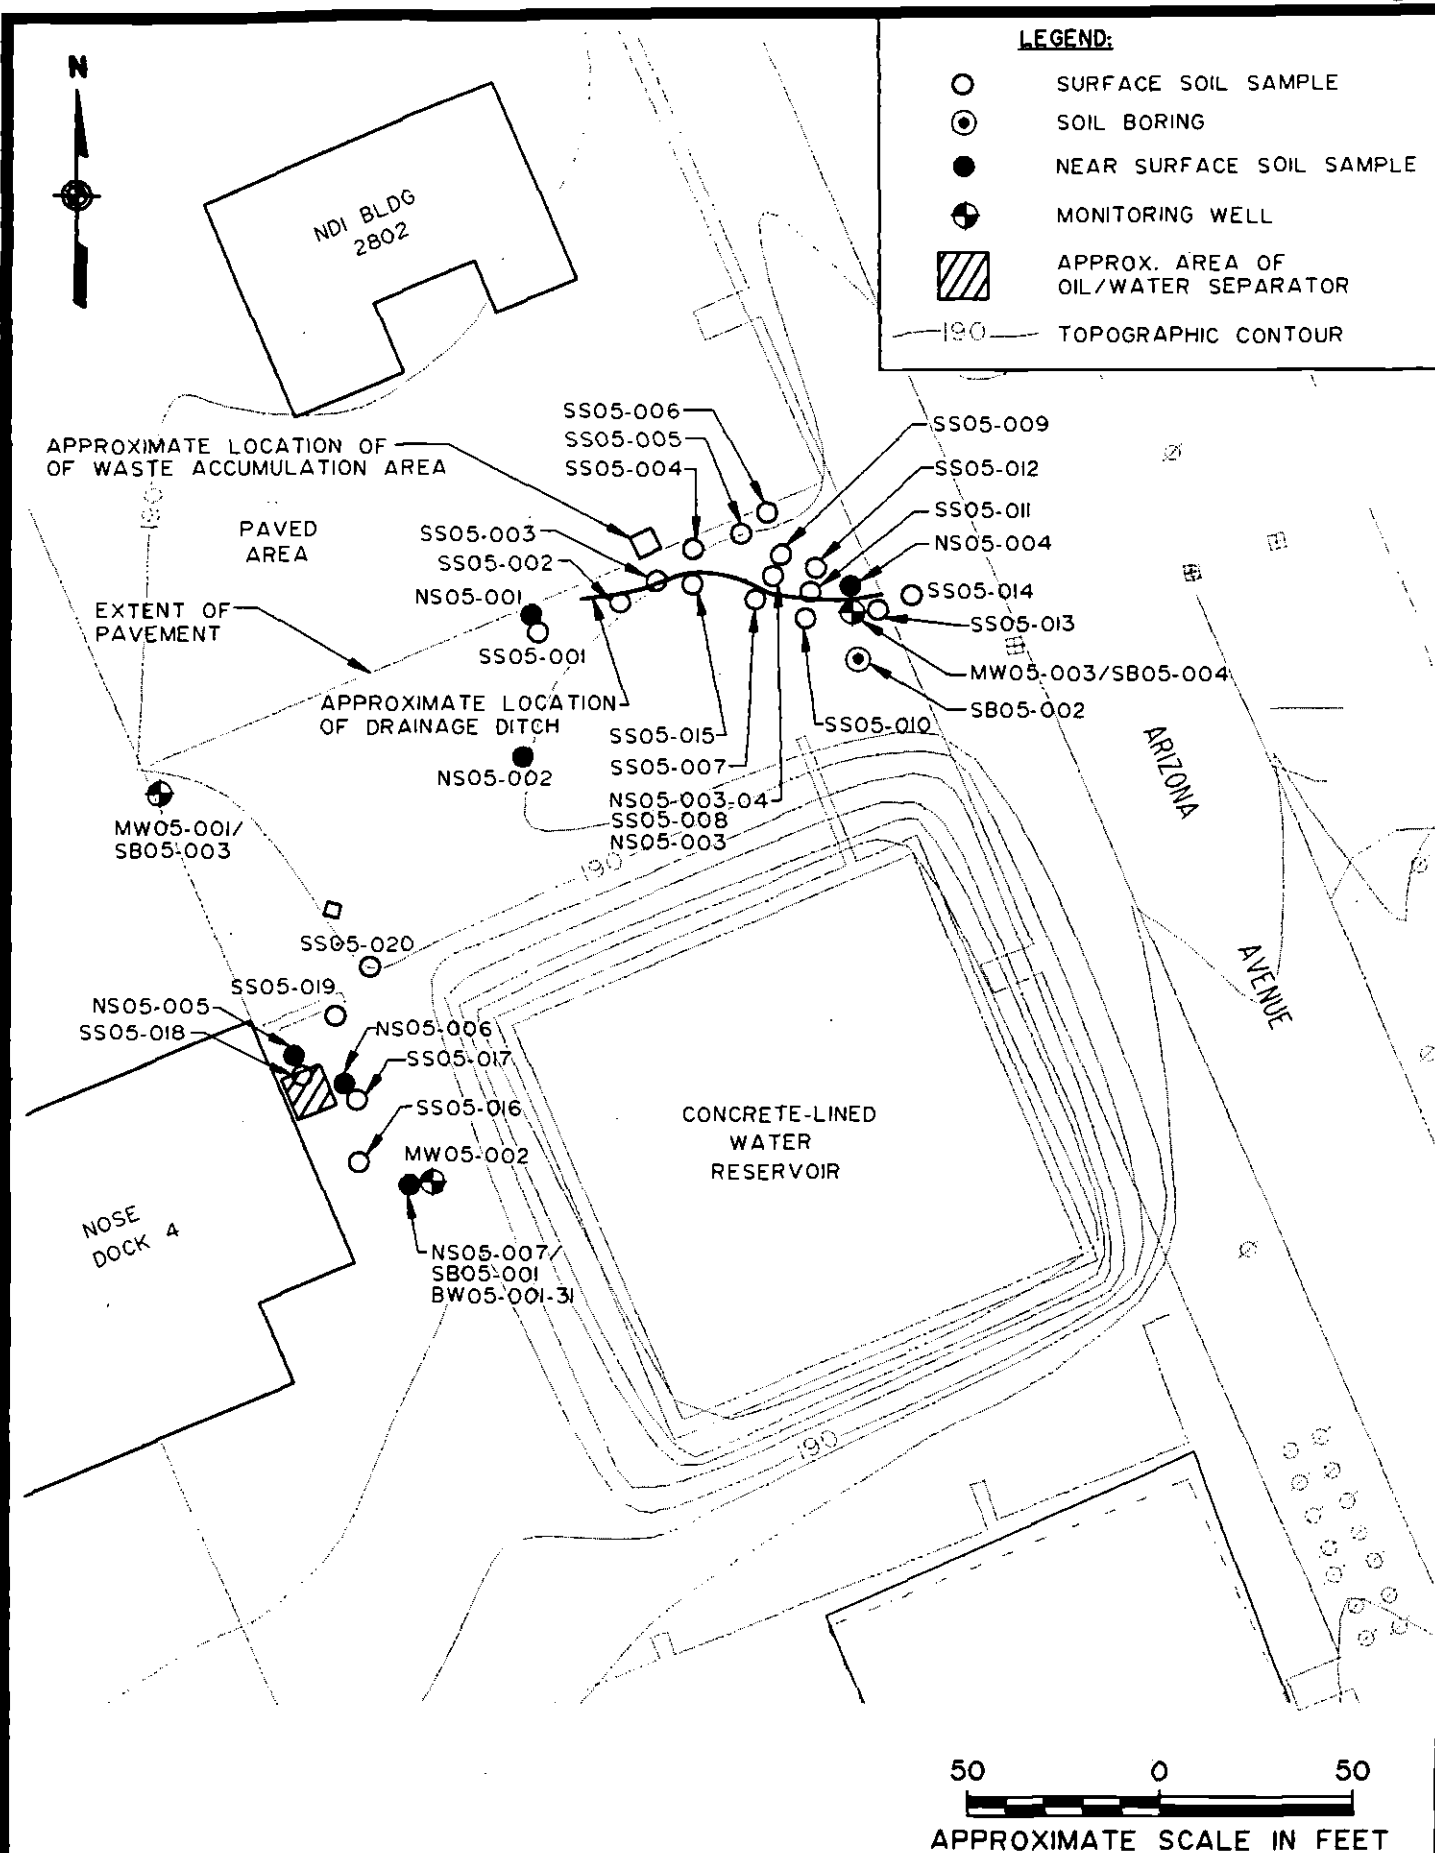 LEGEND:
SURFACE SOIL SAMPLE
SOIL BORING
NEAR SURFACE SOIL SAMPLE
MONITORING WELL
APPROX. AREA OF
OIL/WATER SEPARATOR
190
TOPOGRAPHIC CONTOUR
N
NDI BLDG
2802
SS05-006
SS05-005
SS05-004
SS05-009
SS05-012
SS05-011
NS05-004
SS05-014
SS05-013
MW05-003/SB05-004
SB05-002
SS05-010
APPROXIMATE LOCATION OF
OF WASTE ACCUMULATION AREA
190
PAVED
AREA
SS05-003
SS05-002
NS05-001
SS05-001
EXTENT OF
PAVEMENT
APPROXIMATE LOCATION
OF DRAINAGE DITCH
SS05-015
SS05-007
NS05-003-04
SS05-008
NS05-003
NS05-002
MW05-001/
SB05-003
190
ARIZONA
AVENUE
SS05-020
SS05-019
NS05-005
SS05-018
NS05-006
SS05-017
SS05-016
MW05-002
NS05-007/
SB05-001
BW05-001-31
CONCRETE-LINED
WATER
RESERVOIR
NOSE
DOCK 4
190
50 0 50
APPROXIMATE SCALE IN FEET